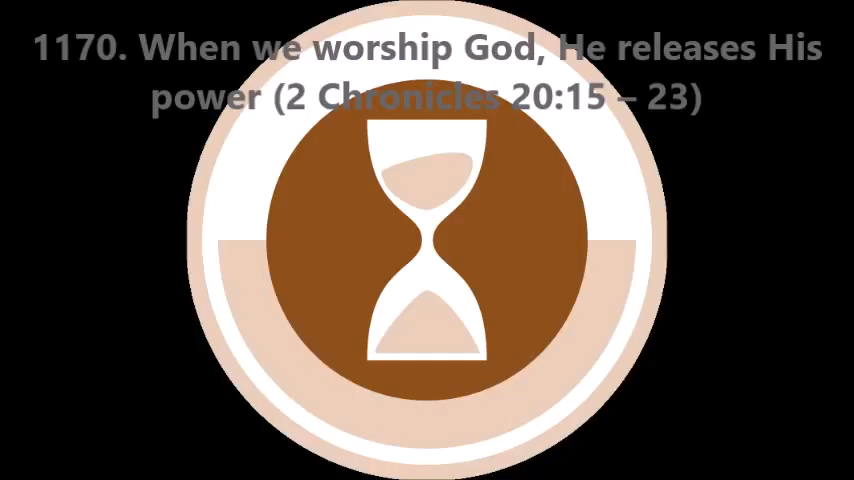 1170. When we worship God, He releases His
power (2 Chronicles 20:15 – 23)